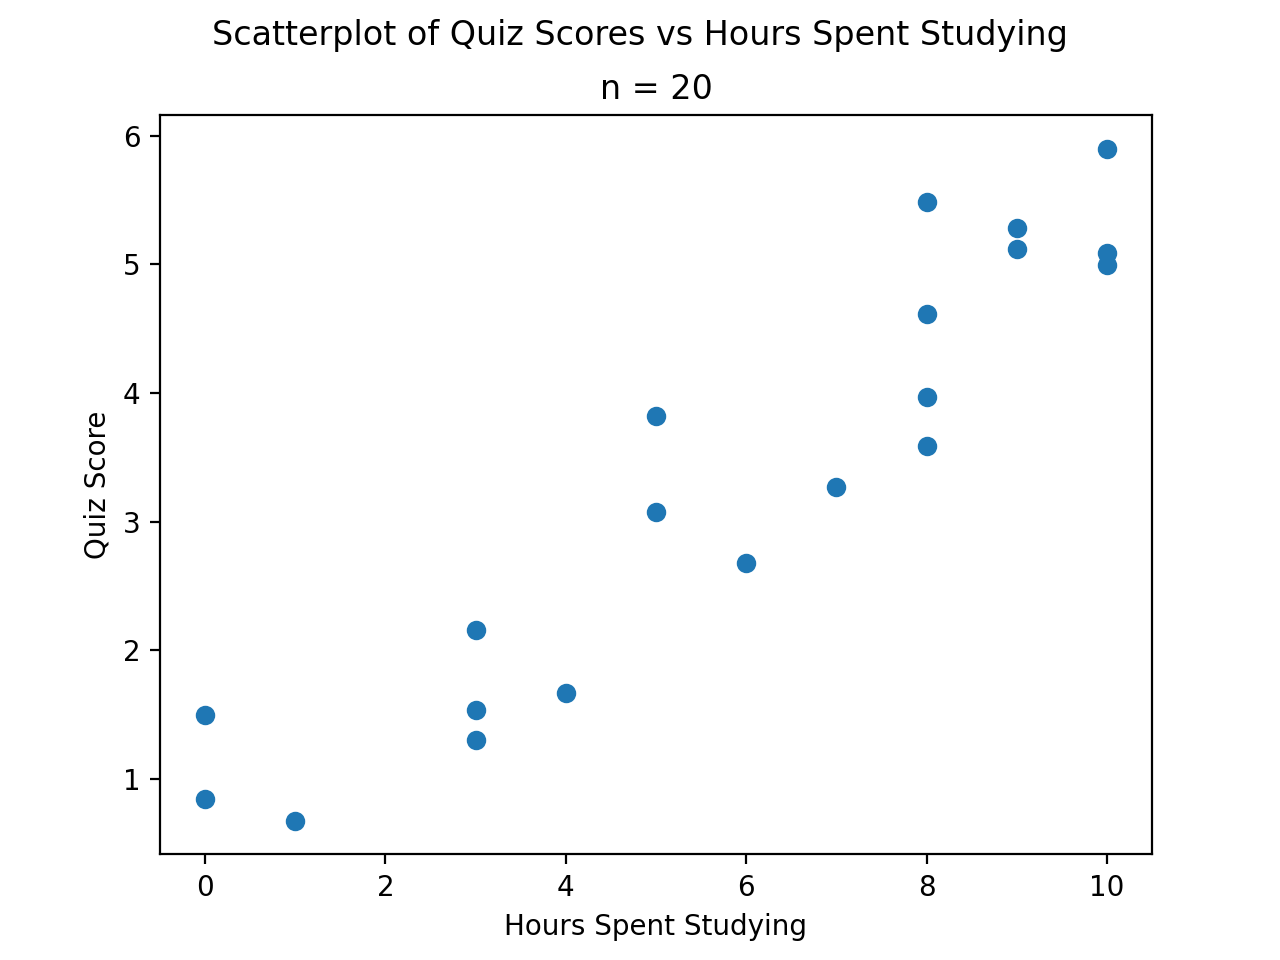 Scatterplot of Quiz Scores vs Hours Spent Studying
n = 20
6
5
4
3
2
1
Quiz Score
0 2 4 6 8 10
Hours Spent Studying